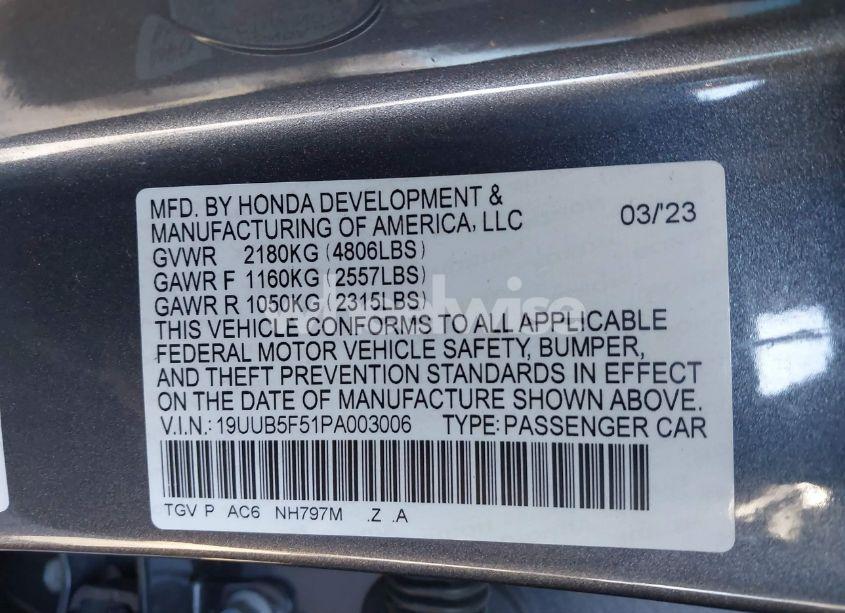 MFD. BY HONDA DEVELOPMENT &
MANUFACTURING OF AMERICA, LLC 03/'23
GVWR 2180KG (4806LBS)
GAWR F 1160KG (2557LBS)
GAWR R 1050KG (2315LBS)
THIS VEHICLE CONFORMS TO ALL APPLICABLE
FEDERAL MOTOR VEHICLE SAFETY, BUMPER,
AND THEFT PREVENTION STANDARDS IN EFFECT
ON THE DATE OF MANUFACTURE SHOWN ABOVE.
V.I.N.: 19UUB5F51PA003006 TYPE: PASSENGER CAR
TGV P AC6 NH797M .Z .A